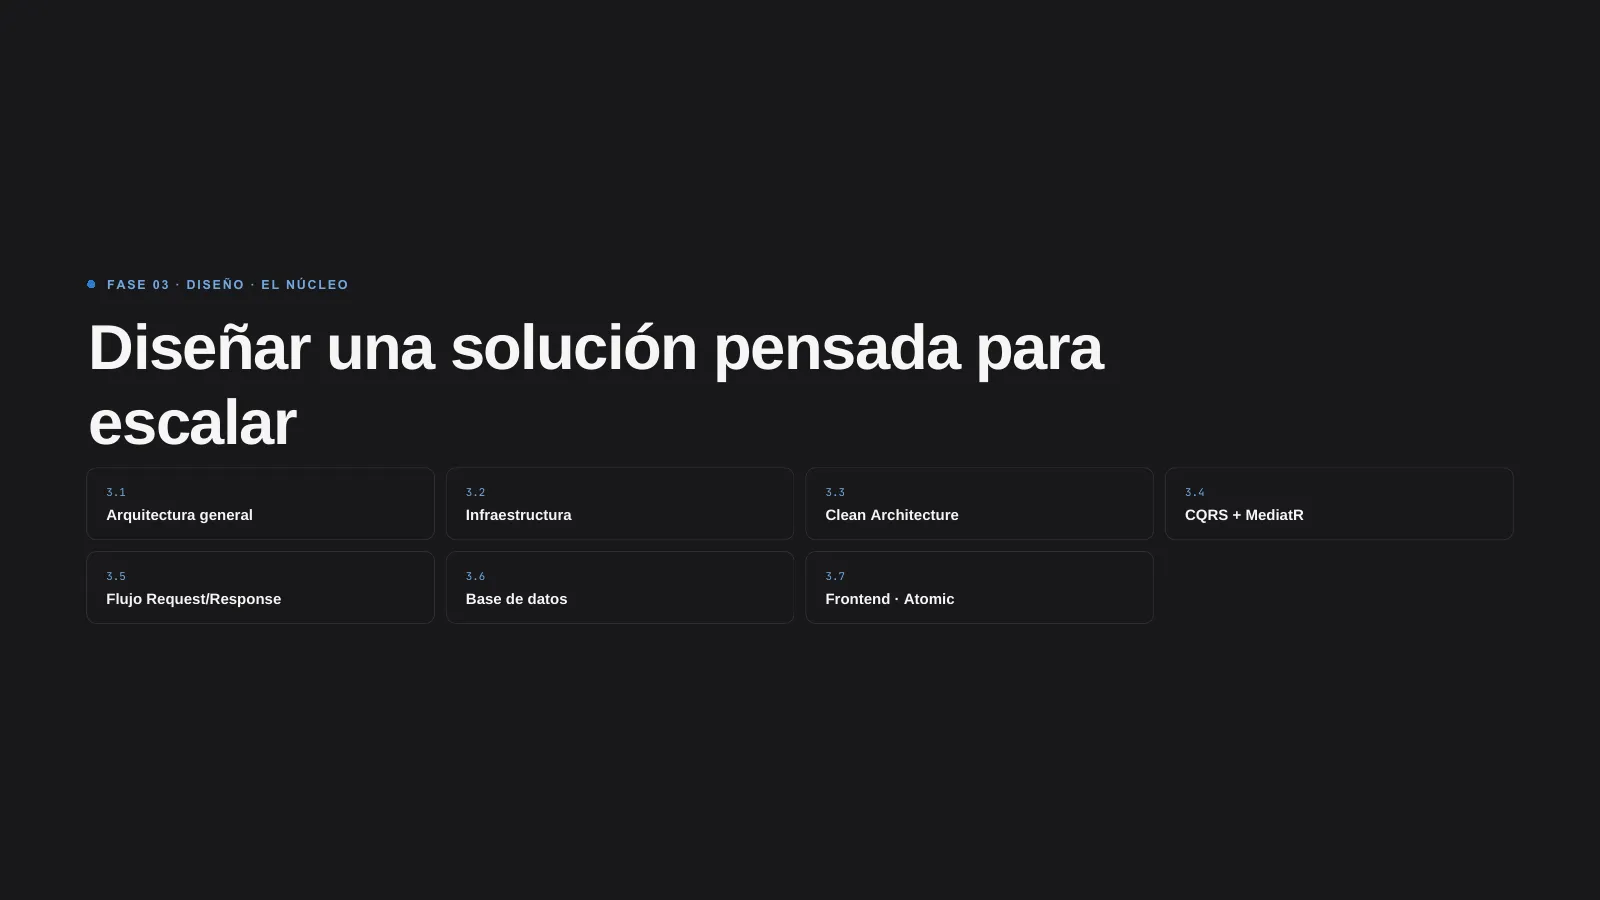 FASE 03 · DISEÑO · EL NÚCLEO
Diseñar una solución pensada para
escalar
3.1
Arquitectura general
3.2
Infraestructura
3.3
Clean Architecture
3.4
CQRS + MediatR
3.5
Flujo Request/Response
3.6
Base de datos
3.7
Frontend · Atomic